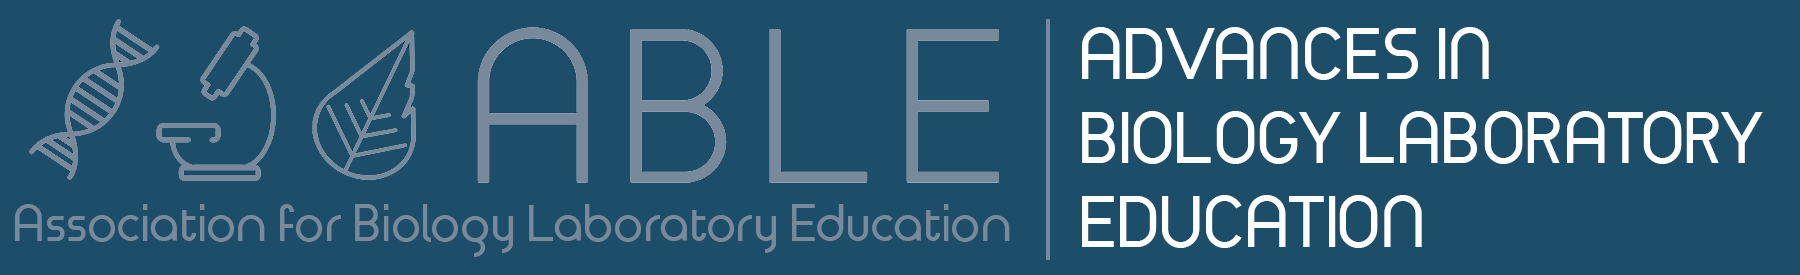 ABLE
Association for Biology Laboratory Education
ADVANCES IN
BIOLOGY LABORATORY
EDUCATION